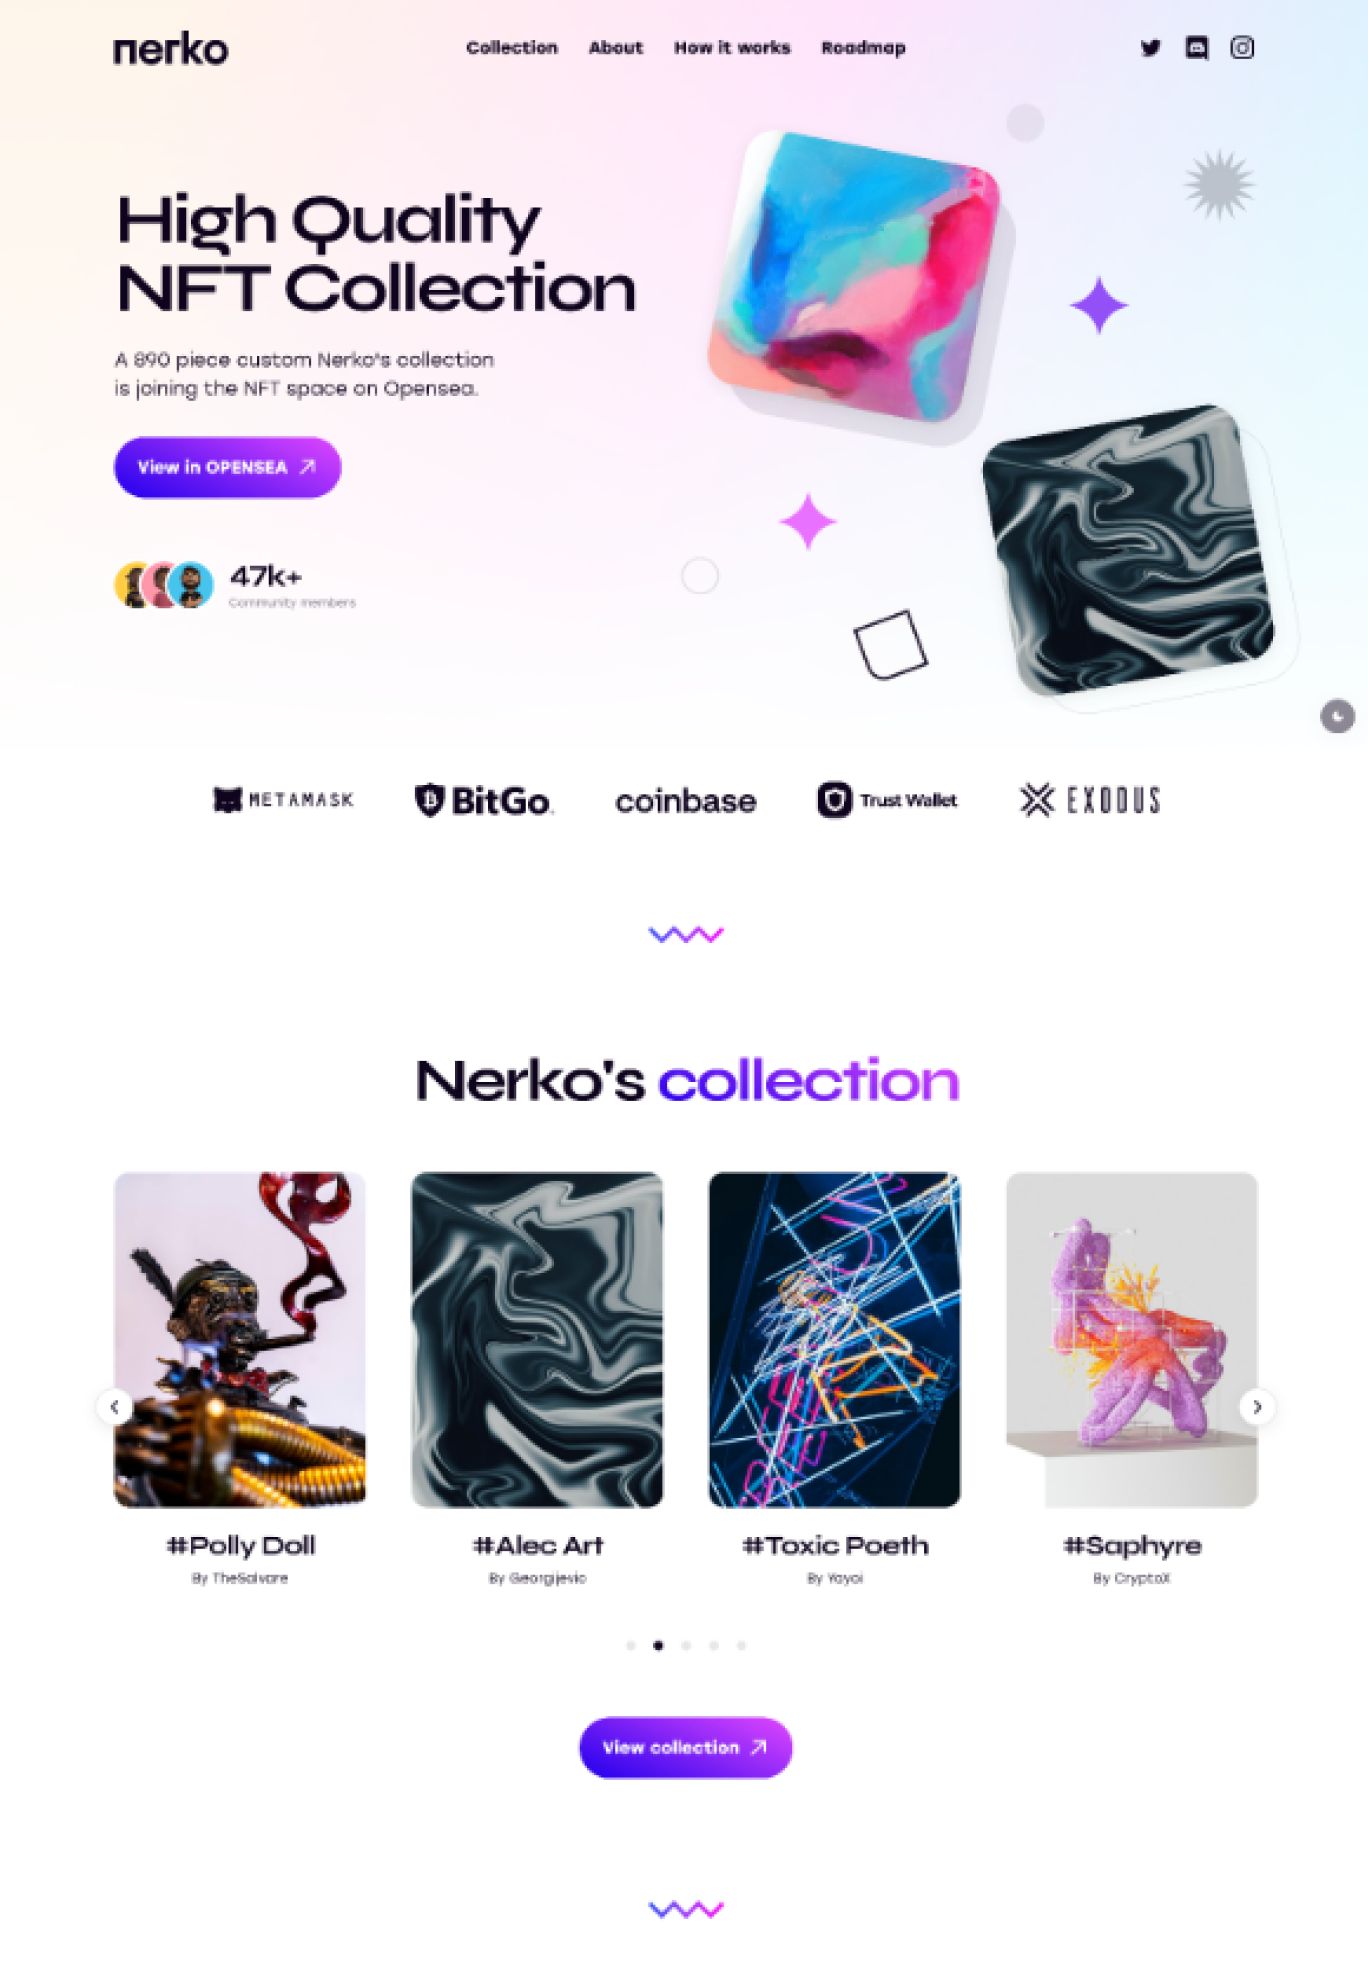 nerko
Collection About How it works Roadmap
High Quality
NFT Collection
A 890 piece custom Nerko's collection
is joining the NFT space on Opensea.
View in OPENSEA
47k+
Community members
METAMASK BitGo coinbase Trust Wallet EXODUS
Nerko's collection
#Polly Doll #Alec Art #Toxic Poeth #Saphyre
By TheSalvare By Georgijevic By Yayoi By CryptoX
View collection